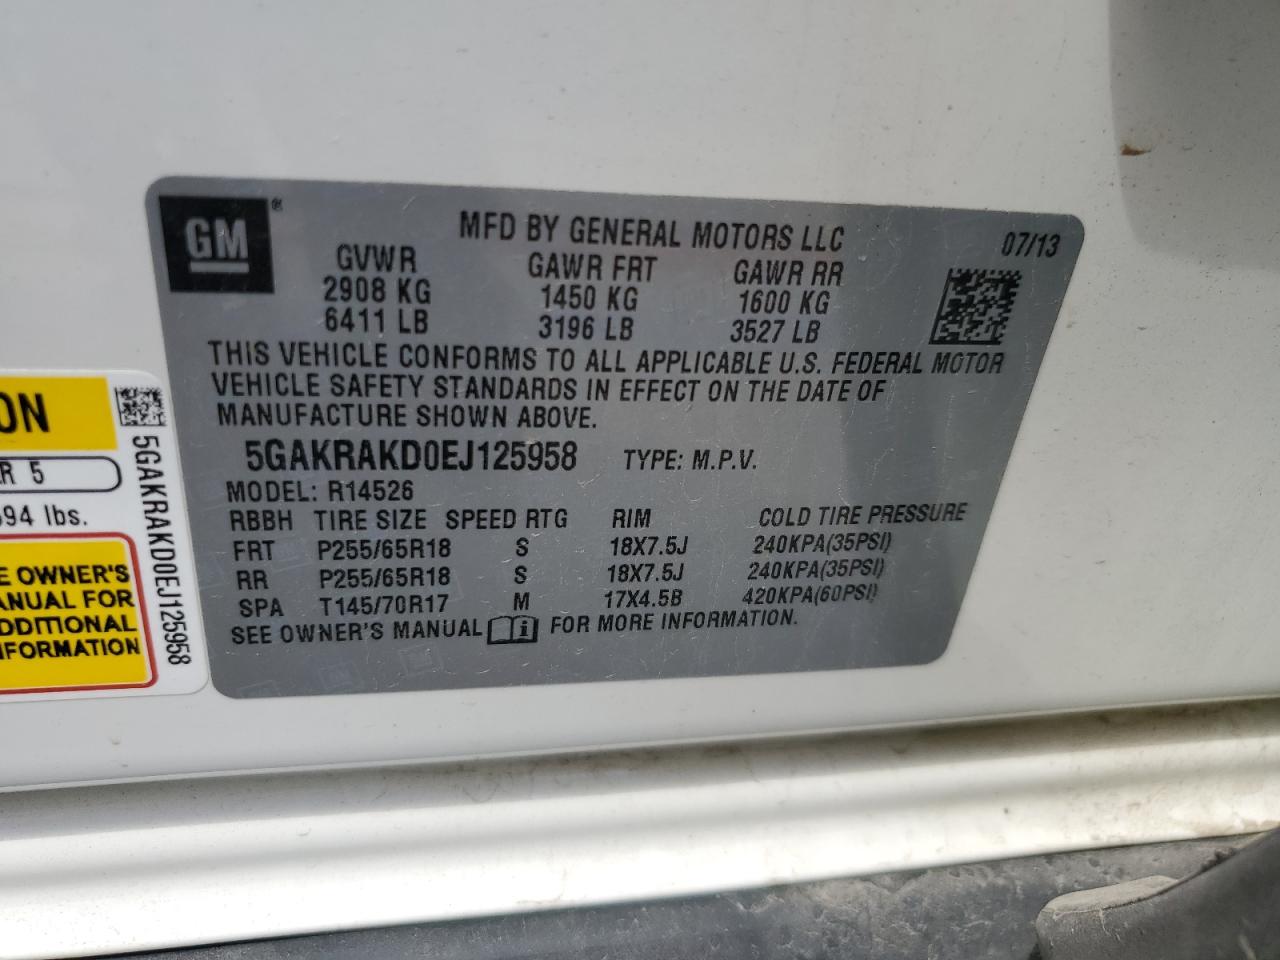 GM®
MFD BY GENERAL MOTORS LLC 07/13
GVWR GAWR FRT GAWR RR
2908 KG 1450 KG 1600 KG
6411 LB 3196 LB 3527 LB
THIS VEHICLE CONFORMS TO ALL APPLICABLE U.S. FEDERAL MOTOR
VEHICLE SAFETY STANDARDS IN EFFECT ON THE DATE OF
MANUFACTURE SHOWN ABOVE.
5GAKRAKD0EJ125958 TYPE: M.P.V.
MODEL: R14526
RBBH TIRE SIZE SPEED RTG RIM COLD TIRE PRESSURE
FRT P255/65R18 S 18X7.5J 240KPA(35PSI)
RR P255/65R18 S 18X7.5J 240KPA(35PSI)
SPA T145/70R17 M 17X4.5B 420KPA(60PSI)
SEE OWNER'S MANUAL FOR MORE INFORMATION.
ON
R 5
94 lbs.
E OWNER'S
ANUAL FOR
DDITIONAL
NFORMATION
5GAKRAKD0EJ125958